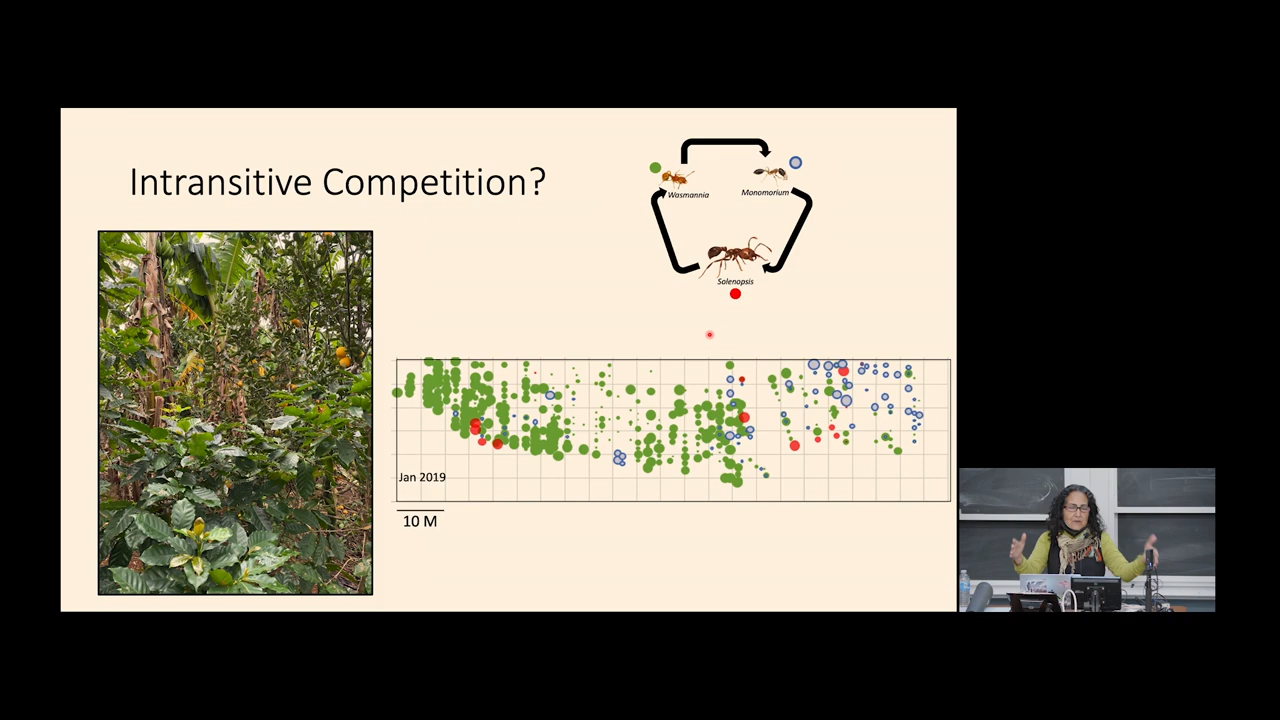 Intransitive Competition?
Wasmannia
Monomorium
Solenopsis
Jan 2019
10 M